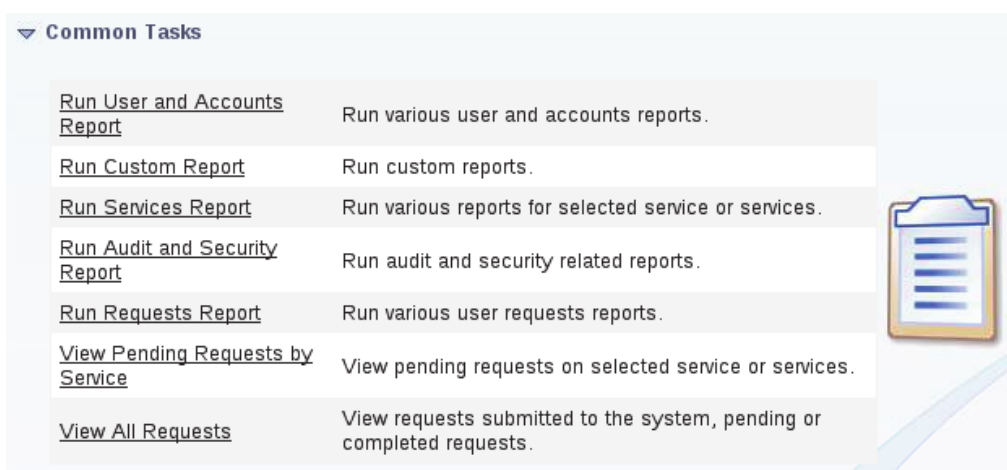 Common Tasks
Run User and Accounts
Report
Run various user and accounts reports.
Run Custom Report
Run custom reports.
Run Services Report
Run various reports for selected service or services.
Run Audit and Security
Report
Run audit and security related reports.
Run Requests Report
Run various user requests reports.
View Pending Requests by
Service
View pending requests on selected service or services.
View All Requests
View requests submitted to the system, pending or
completed requests.